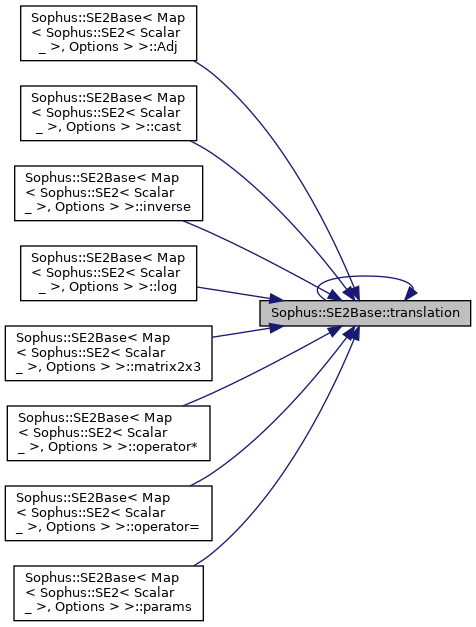 Sophus::SE2Base< Map
< Sophus::SE2< Scalar
_ >, Options > >::Adj
Sophus::SE2Base< Map
< Sophus::SE2< Scalar
_ >, Options > >::cast
Sophus::SE2Base< Map
< Sophus::SE2< Scalar
_ >, Options > >::inverse
Sophus::SE2Base< Map
< Sophus::SE2< Scalar
_ >, Options > >::log
Sophus::SE2Base::translation
Sophus::SE2Base< Map
< Sophus::SE2< Scalar
_ >, Options > >::matrix2x3
Sophus::SE2Base< Map
< Sophus::SE2< Scalar
_ >, Options > >::operator*
Sophus::SE2Base< Map
< Sophus::SE2< Scalar
_ >, Options > >::operator=
Sophus::SE2Base< Map
< Sophus::SE2< Scalar
_ >, Options > >::params